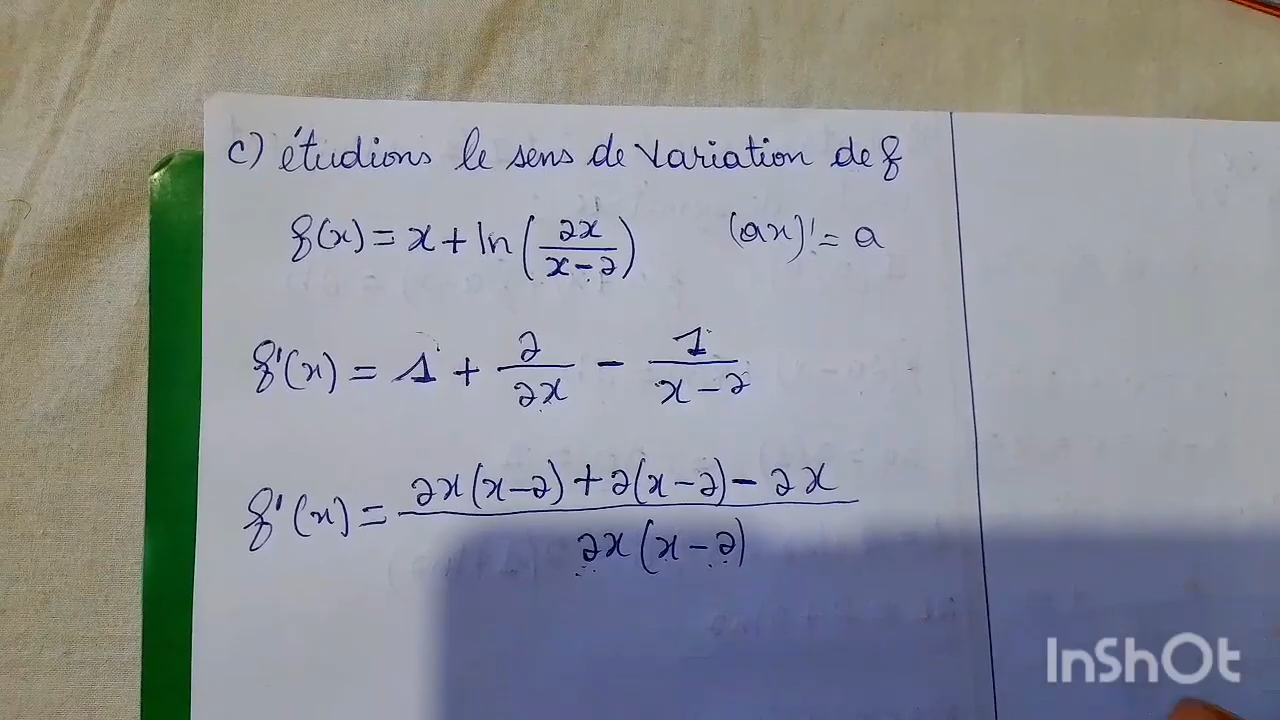 c) étudions le sens de variation de f
f(x) = x + ln(2x/(x-2)) (ax)' = a
f'(x) = 1 + 2/2x - 1/(x-2)
f'(x) = (2x(x-2) + 2(x-2) - 2x)/(2x(x-2))
InShOt